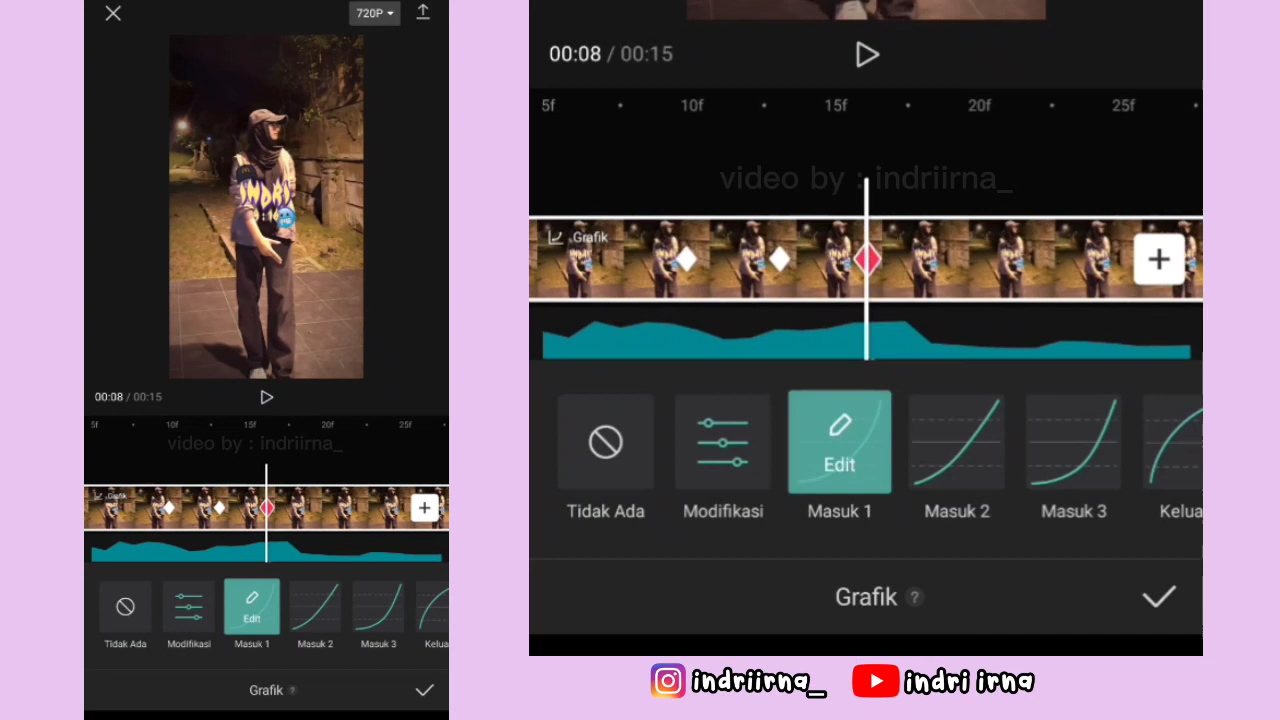 720P
INDRI
00:08 / 00:15
5f 10f 15f 20f 25f
video by : indriirna_
Grafik
Edit
Tidak Ada Modifikasi Masuk 1 Masuk 2 Masuk 3 Kelua
Grafik ?
00:08 / 00:15
5f 10f 15f 20f 25f
video by : indriirna_
Grafik
Edit
Tidak Ada Modifikasi Masuk 1 Masuk 2 Masuk 3 Kelua
Grafik ?
indriirna_ indri irna